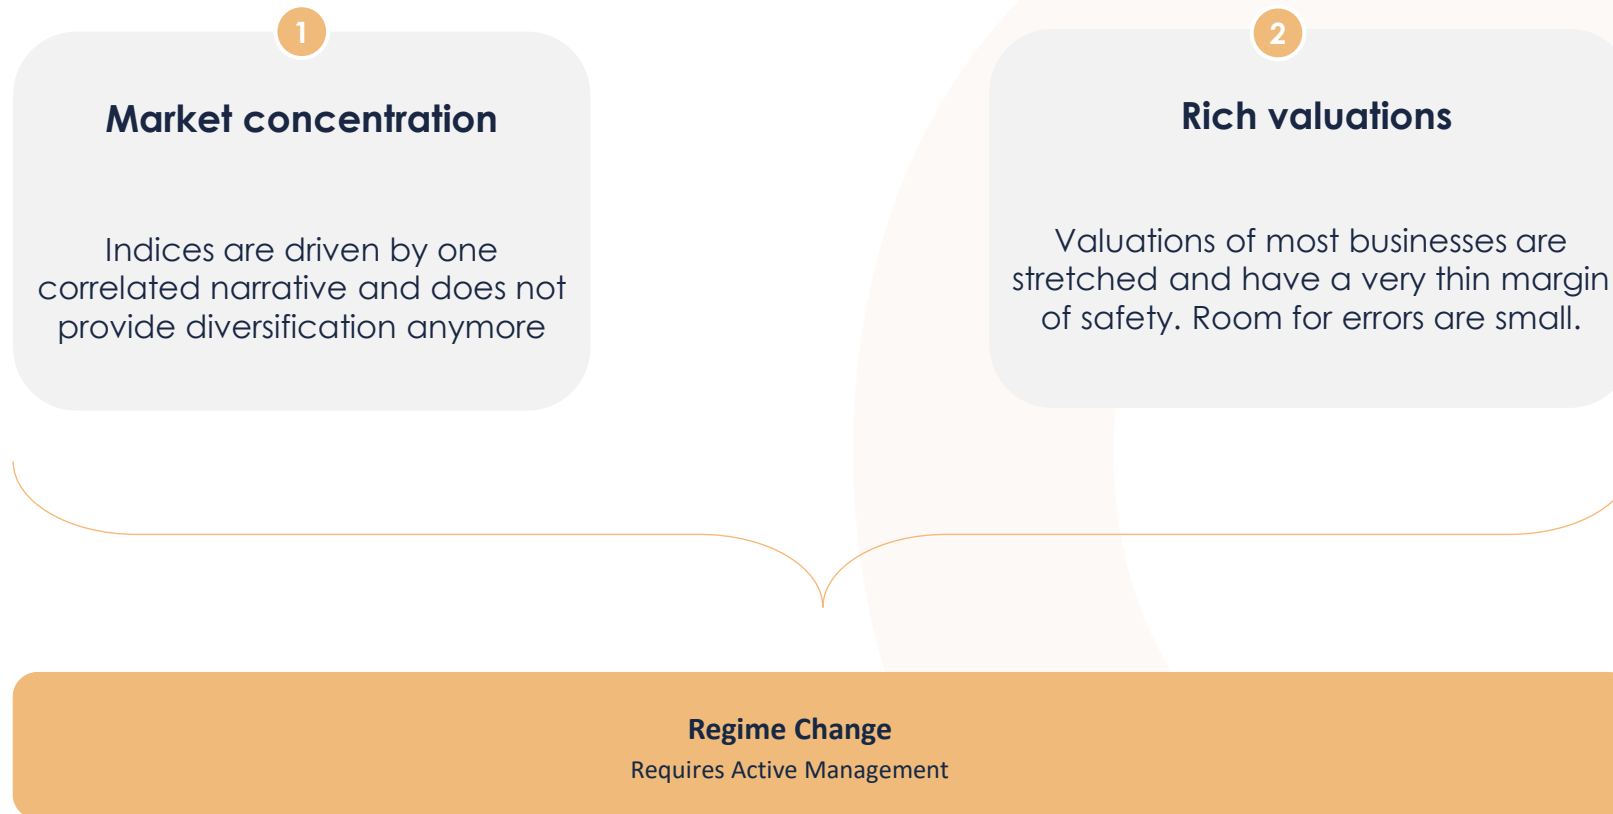 1
Market concentration
Indices are driven by one
correlated narrative and does not
provide diversification anymore
2
Rich valuations
Valuations of most businesses are
stretched and have a very thin margin
of safety. Room for errors are small.
Regime Change
Requires Active Management